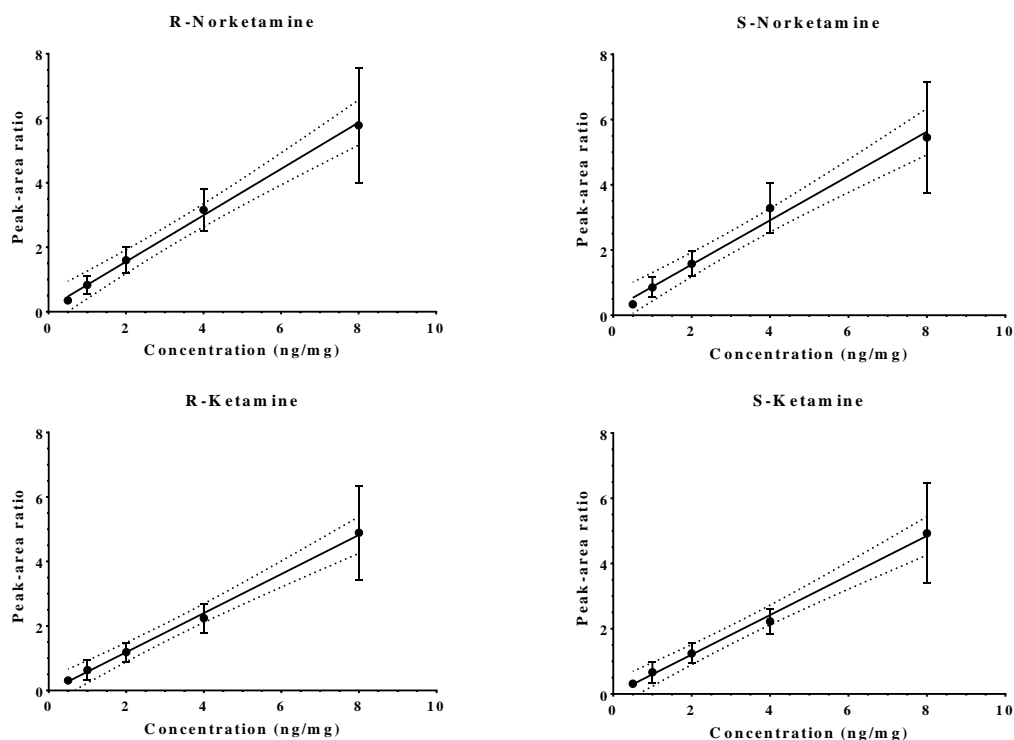 R-Norketamine
8
6
4
2
0
Peak-area ratio
0 2 4 6 8 10
Concentration (ng/mg)
S-Norketamine
8
6
4
2
0
Peak-area ratio
0 2 4 6 8 10
Concentration (ng/mg)
R-Ketamine
8
6
4
2
0
Peak-area ratio
0 2 4 6 8 10
Concentration (ng/mg)
S-Ketamine
8
6
4
2
0
Peak-area ratio
0 2 4 6 8 10
Concentration (ng/mg)